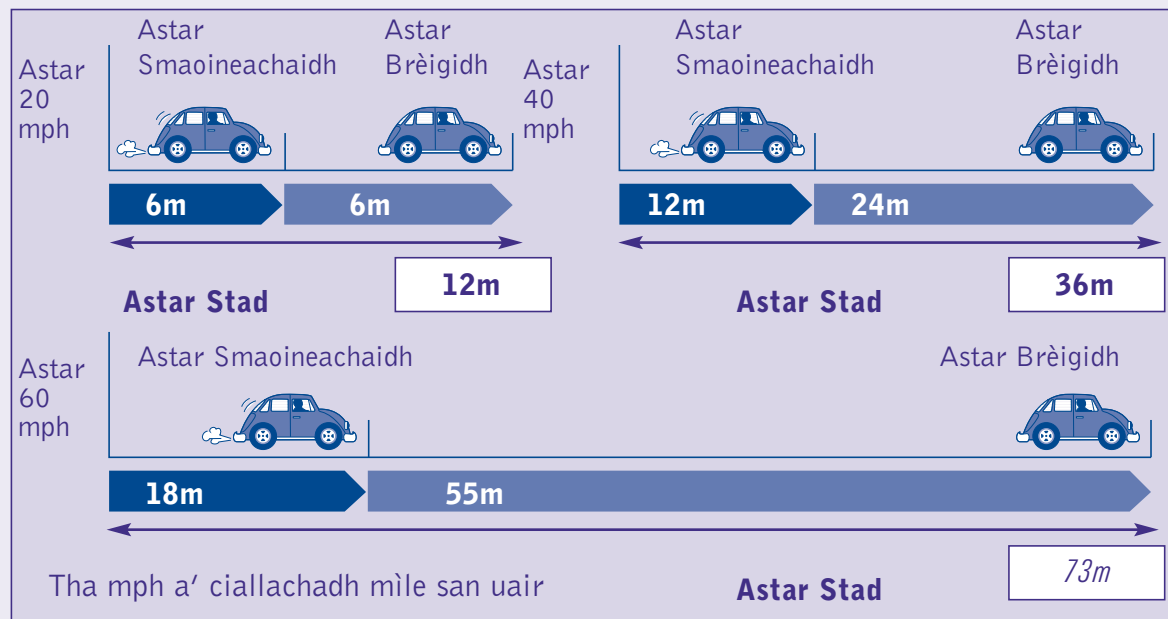 Astar
20
mph
Astar
Smaoineachaidh
Astar
Brèigidh
6m
6m
Astar Stad
12m
Astar
40
mph
Astar
Smaoineachaidh
Astar
Brèigidh
12m
24m
Astar Stad
36m
Astar
60
mph
Astar Smaoineachaidh
Astar Brèigidh
18m
55m
Tha mph a' ciallachadh mìle san uair
Astar Stad
73m